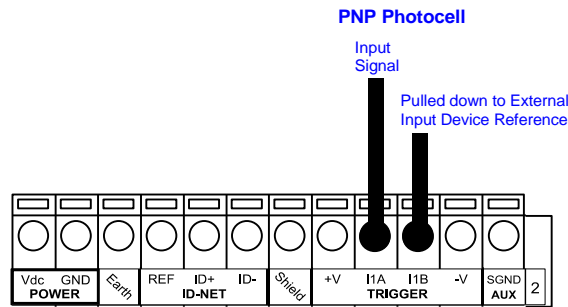 PNP Photocell
Input
Signal
Pulled down to External
Input Device Reference
Vdc GND Earth REF ID+ ID- Shield +V I1A I1B -V SGND 2
POWER ID-NET TRIGGER AUX